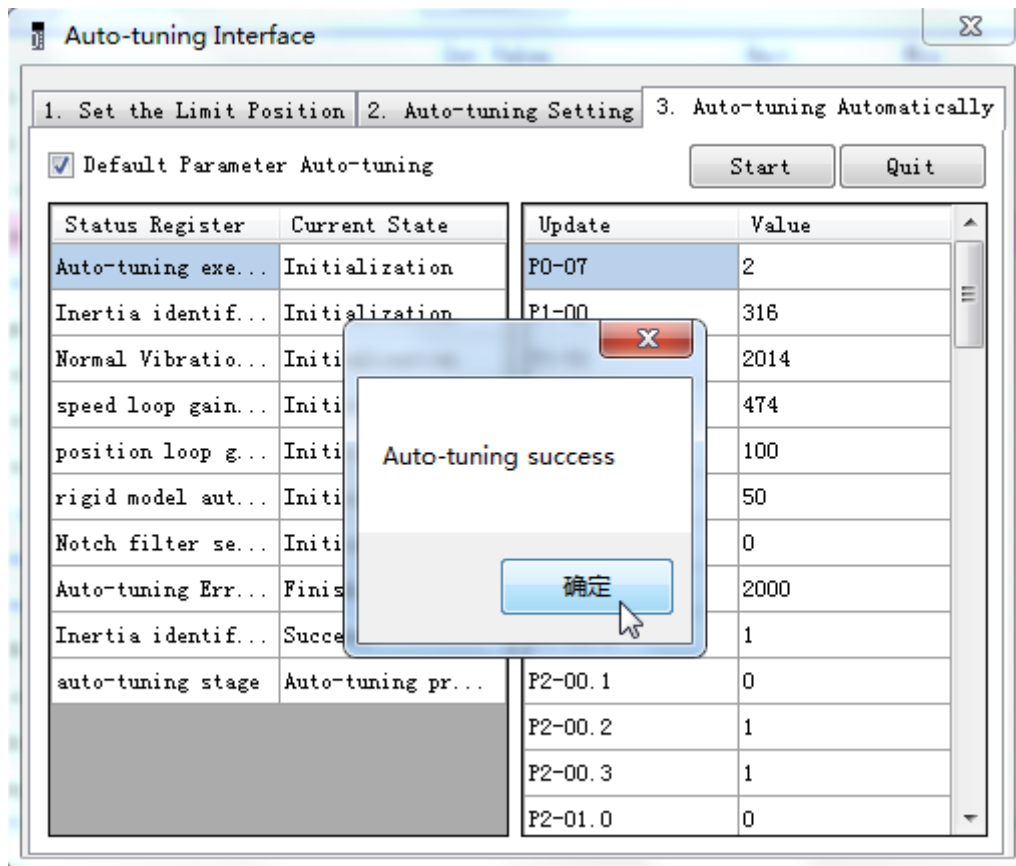 Auto-tuning Interface
1. Set the Limit Position 2. Auto-tuning Setting 3. Auto-tuning Automatically
Default Parameter Auto-tuning Start Quit
Status Register Current State Update Value
Auto-tuning exe... Initialization P0-07 2
Inertia identif... Initialization P1-00 316
Normal Vibratio... Initi 2014
speed loop gain... Initi 474
position loop g... Initi 100
rigid model aut... Initi 50
Notch filter se... Initi 0
Auto-tuning Err... Finis 2000
Inertia identif... Succe 1
auto-tuning stage Auto-tuning pr... P2-00.1 0
P2-00.2 1
P2-00.3 1
P2-01.0 0
Auto-tuning success
确定